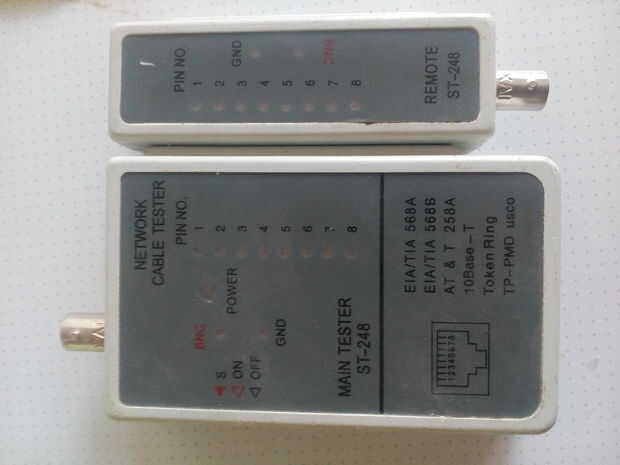 PIN NO
GND
BNC
1
2
3
4
5
6
7
8
REMOTE
ST-248
NETWORK
CABLE TESTER
PIN NO.
1
2
3
4
5
6
7
8
POWER
BNC
GND
S
ON
OFF
MAIN TESTER
ST-248
EIA/TIA 568A
EIA/TIA 568B
AT & T 258A
10Base-T
Token Ring
TP-PMD usco
12345678